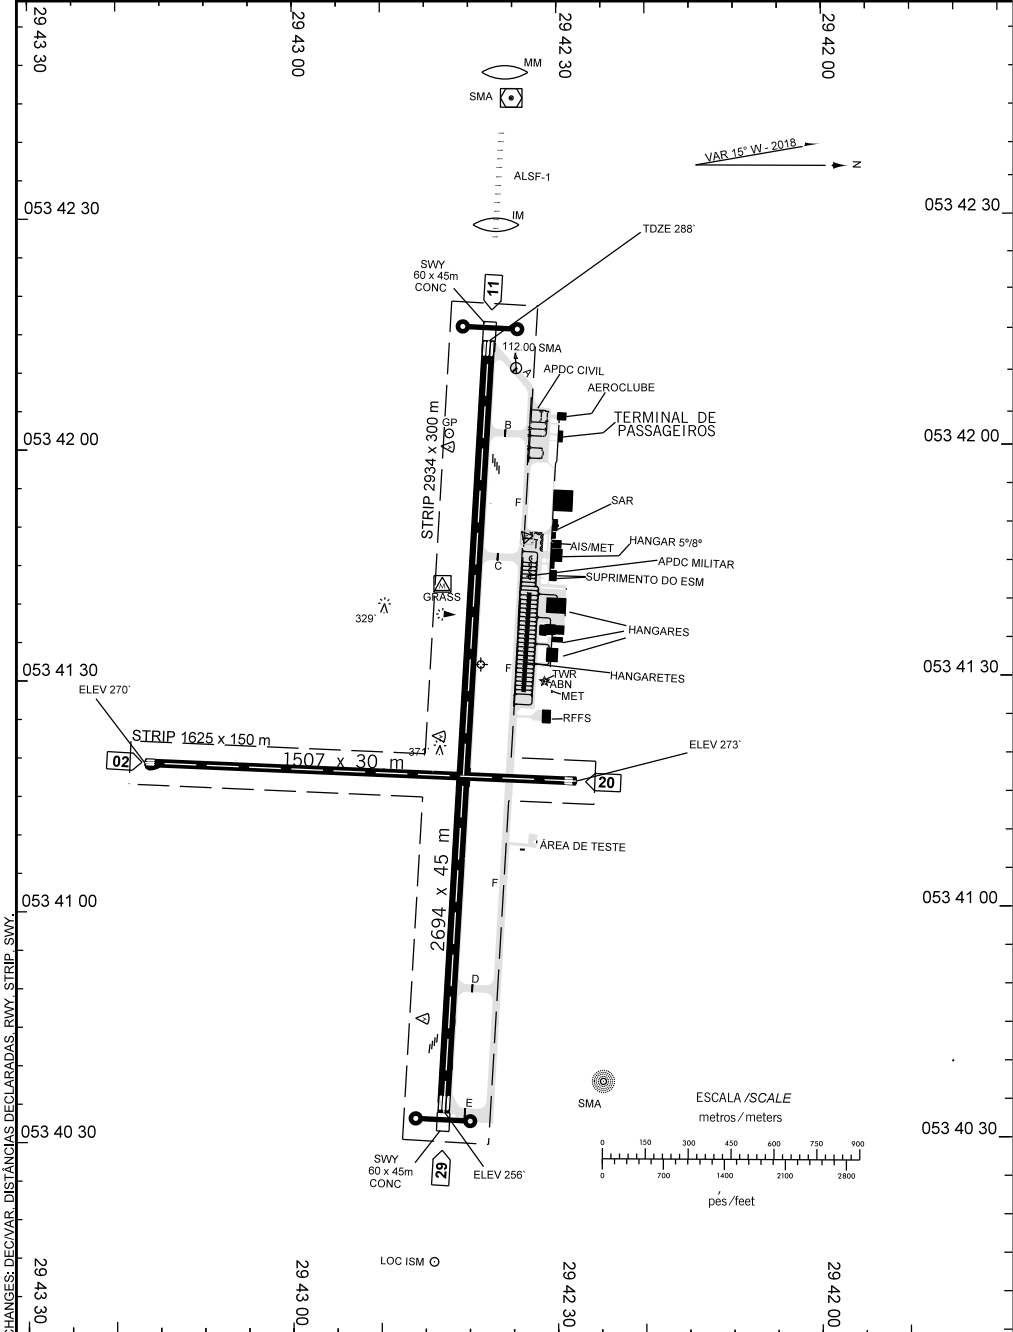 29 43 30
29 43 00
29 42 30
29 42 00
MM
SMA
VAR 15° W - 2018
N
ALSF-1
053 42 30
053 42 30
IM
TDZE 288`
SWY
60 x 45m
CONC
11
112.00 SMA
A
APDC CIVIL
AEROCLUBE
TERMINAL DE
PASSAGEIROS
GP
B
053 42 00
053 42 00
STRIP 2934 x 300 m
F
SAR
AIS/MET
HANGAR 5º/8º
C
APDC MILITAR
SUPRIMENTO DO ESM
GRASS
329`
HANGARES
F
053 41 30
053 41 30
HANGARETES
TWR
ABN
MET
ELEV 270`
RFFS
STRIP 1625 x 150 m
371`
ELEV 273`
02
1507 x 30 m
20
ÁREA DE TESTE
2694 x 45 m
F
053 41 00
053 41 00
D
SMA
ESCALA /SCALE
metros / meters
0 150 300 450 600 750 900
0 700 1400 2100 2800
pés/feet
E
053 40 30
053 40 30
SWY
60 x 45m
CONC
29
ELEV 256`
LOC ISM
29 43 30
29 43 00
29 42 30
29 42 00
CHANGES: DEC/VAR, DISTÂNCIAS DECLARADAS, RWY, STRIP, SWY.